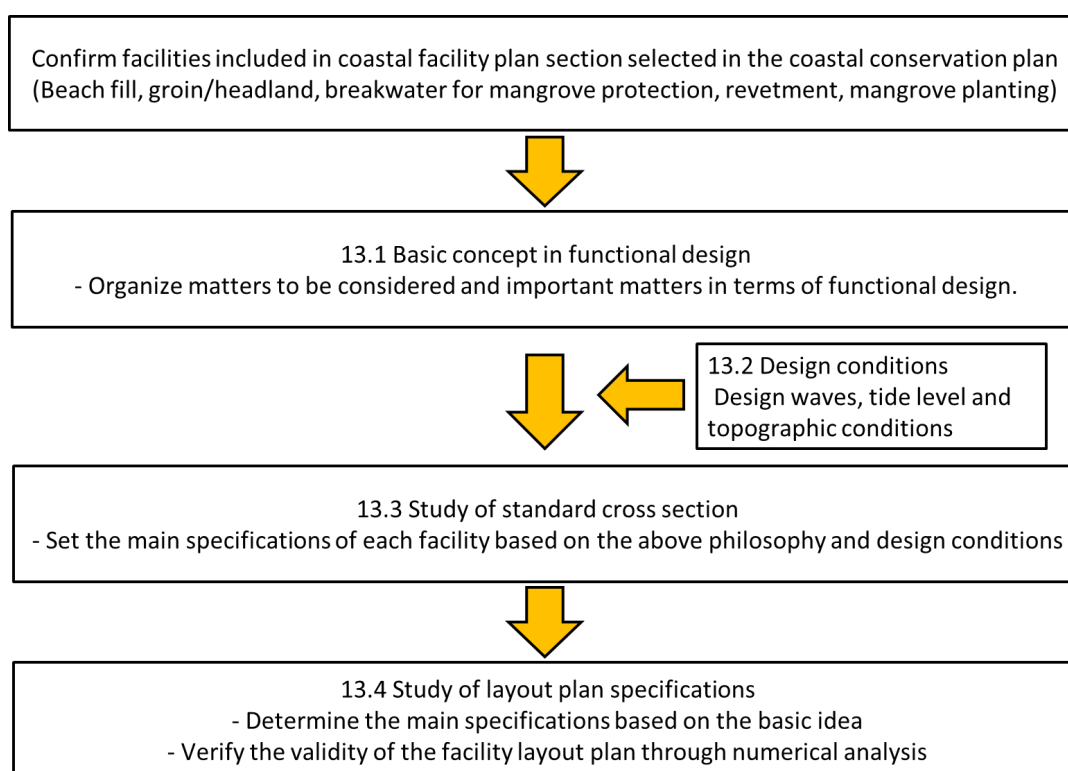 Confirm facilities included in coastal facility plan section selected in the coastal conservation plan
(Beach fill, groin/headland, breakwater for mangrove protection, revetment, mangrove planting)
13.1 Basic concept in functional design
- Organize matters to be considered and important matters in terms of functional design.
13.2 Design conditions
Design waves, tide level and
topographic conditions
13.3 Study of standard cross section
- Set the main specifications of each facility based on the above philosophy and design conditions
13.4 Study of layout plan specifications
- Determine the main specifications based on the basic idea
- Verify the validity of the facility layout plan through numerical analysis